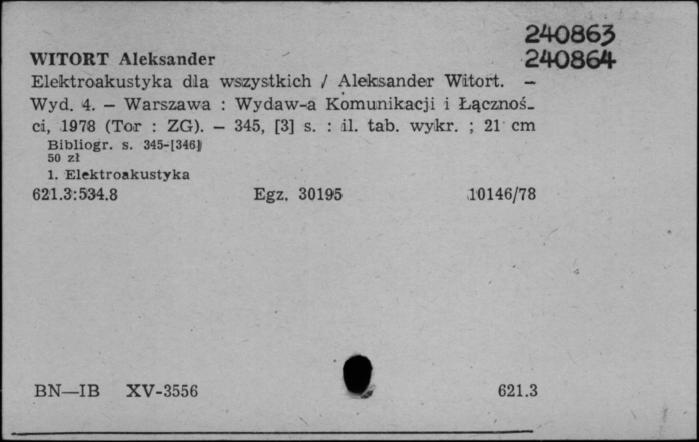 240863
WITORT Aleksander 240864
Elektroakustyka dla wszystkich / Aleksander Witort. –
Wyd. 4. – Warszawa : Wydaw-a Komunikacji i Łącznoś-
ci, 1978 (Tor : ZG). – 345, [3] s. : il. tab. wykr. ; 21 cm
Bibliogr. s. 345-[346]
50 zł
1. Elektroakustyka
621.3:534.8 Egz. 30195 10146/78
BN—IB XV-3556 621.3